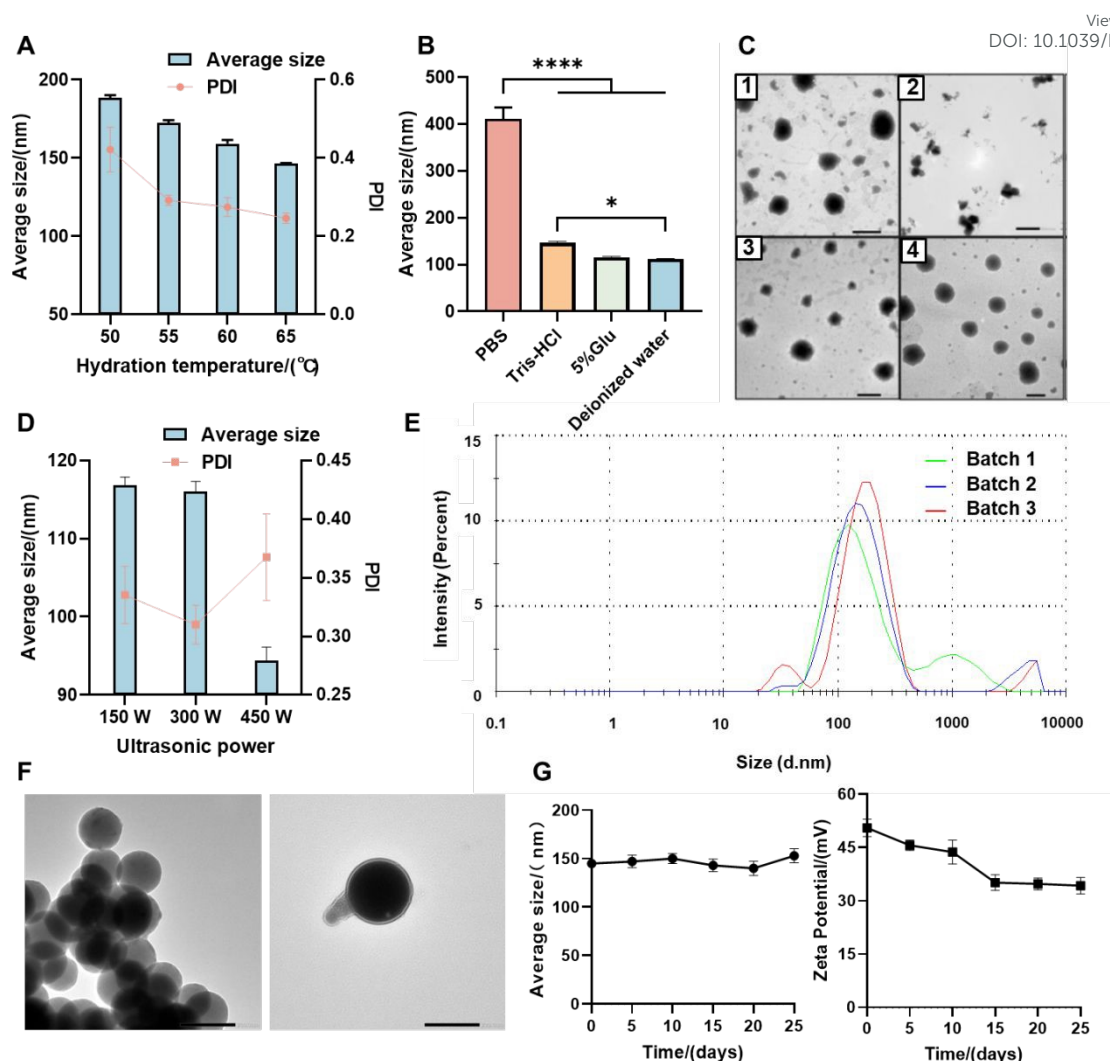 View
DOI: 10.1039/
A
Average size
PDI
Average size/(nm)
200
150
100
50
0.6
0.4
0.2
0.0
PDI
50 55 60 65
Hydration temperature/(℃)
B
Average size/(nm)
500
400
300
200
100
0
****
*
PBS
Tris-HCl
5%Glu
Deionized water
C
1
2
3
4
D
Average size
PDI
Average size/(nm)
120
110
100
90
0.45
0.40
0.35
0.30
0.25
PDI
150 W 300 W 450 W
Ultrasonic power
E
Intensity (Percent)
15
10
5
0
Batch 1
Batch 2
Batch 3
0.1 1 10 100 1000 10000
Size (d.nm)
F
G
Average size/( nm)
200
150
100
50
0
0 5 10 15 20 25
Time/(days)
Zeta Potential/(mV)
60
45
30
15
0
0 5 10 15 20 25
Time/(days)